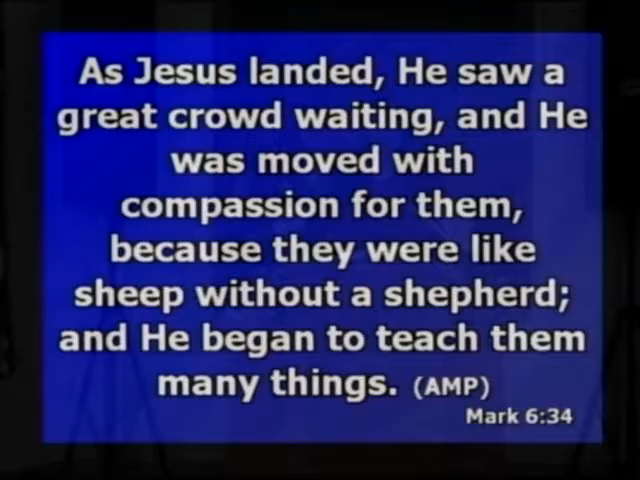 As Jesus landed, He saw a
great crowd waiting, and He
was moved with
compassion for them,
because they were like
sheep without a shepherd;
and He began to teach them
many things. (AMP)
Mark 6:34